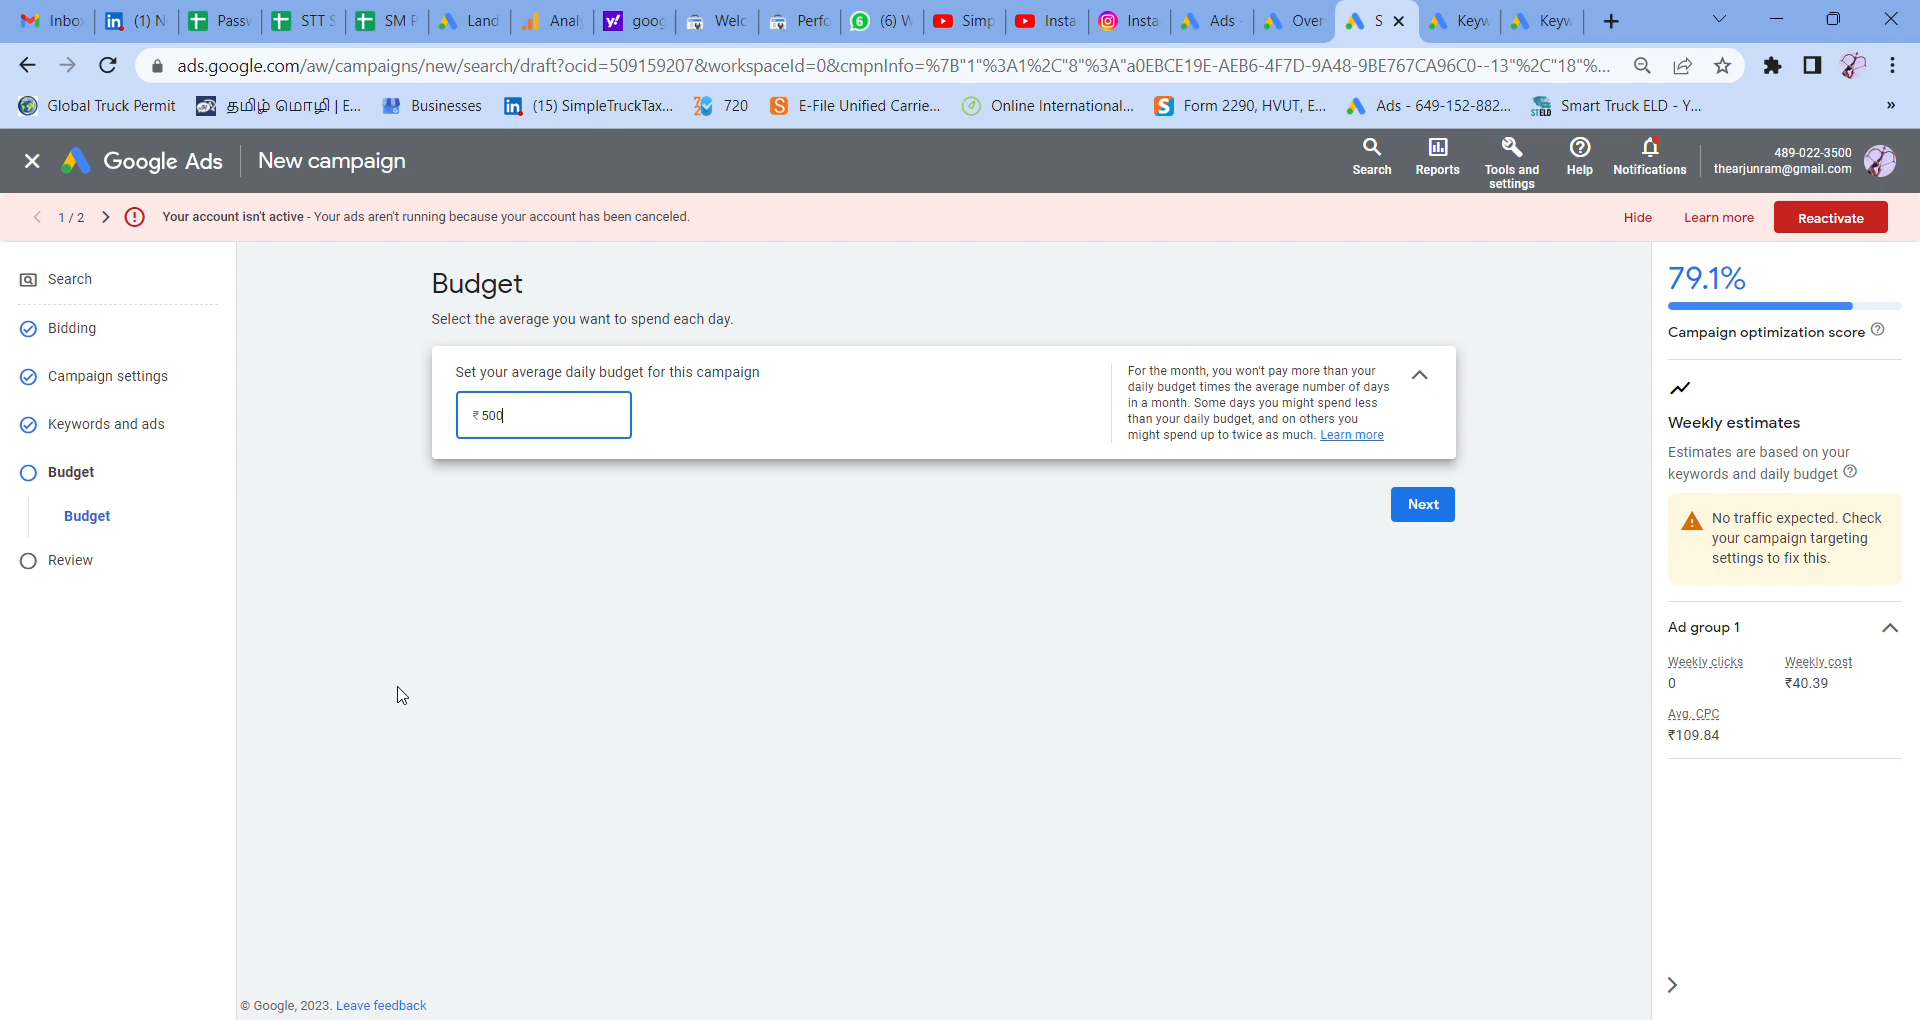 Inbo
(1) N
Passv
STT S
SM F
Land
Anal
goog
Welc
Perfo
(6) W
Simp
Insta
Insta
Ads -
Over
S
Keyw
Keyw
ads.google.com/aw/campaigns/new/search/draft?ocid=509159207&workspaceId=0&cmpnInfo=%7B"1"%3A1%2C"8"%3A"a0EBCE19E-AEB6-4F7D-9A48-9BE767CA96C0--13"%2C"18"%...
Global Truck Permit
தமிழ் மொழி | E...
Businesses
(15) SimpleTruckTax...
720
E-File Unified Carrie...
Online International...
Form 2290, HVUT, E...
Ads - 649-152-882...
Smart Truck ELD - Y...
»
Google Ads
New campaign
Search
Reports
Tools and
settings
Help
Notifications
489-022-3500
thearjunram@gmail.com
1 / 2
Your account isn't active - Your ads aren't running because your account has been canceled.
Hide
Learn more
Reactivate
Search
Bidding
Campaign settings
Keywords and ads
Budget
Budget
Review
Budget
Select the average you want to spend each day.
Set your average daily budget for this campaign
₹ 500
For the month, you won't pay more than your
daily budget times the average number of days
in a month. Some days you might spend less
than your daily budget, and on others you
might spend up to twice as much. Learn more
Next
79.1%
Campaign optimization score
Weekly estimates
Estimates are based on your
keywords and daily budget
No traffic expected. Check
your campaign targeting
settings to fix this.
Ad group 1
Weekly clicks
Weekly cost
0
₹40.39
Avg. CPC
₹109.84
© Google, 2023. Leave feedback